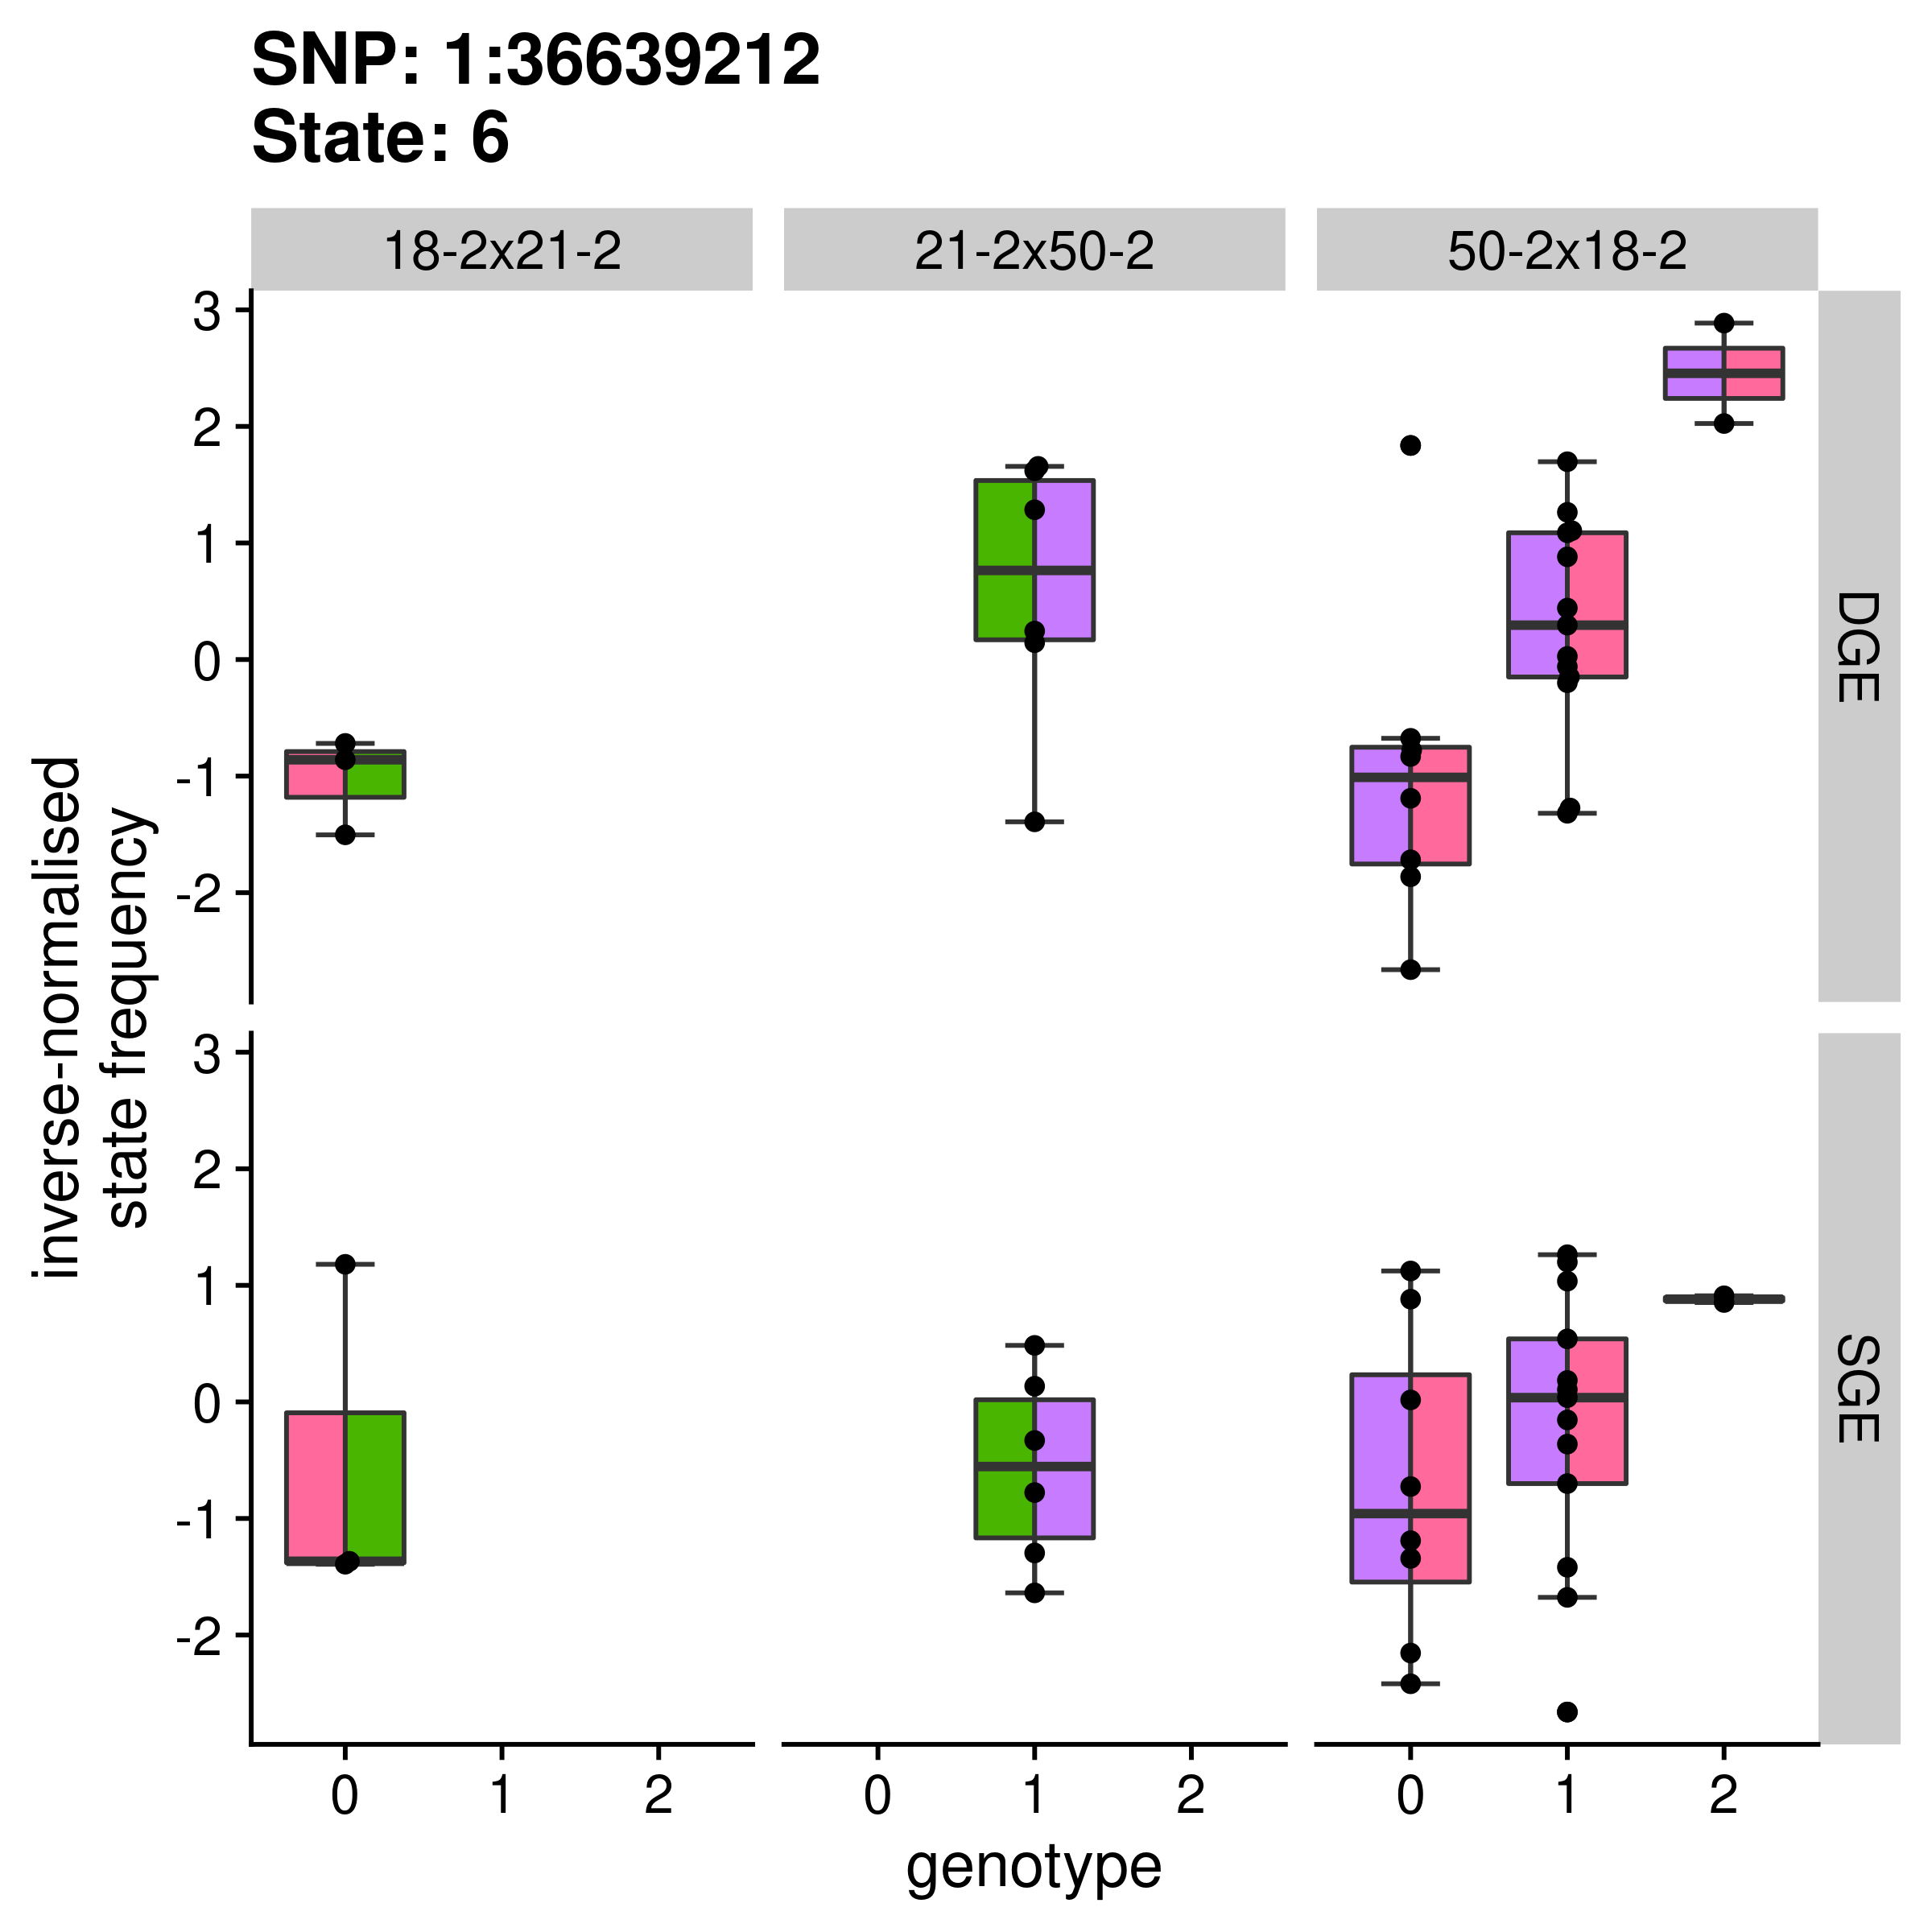 SNP: 1:36639212
State: 6
18-2x21-2
21-2x50-2
50-2x18-2
3
2
1
0
-1
-2
DGE
3
2
1
0
-1
-2
SGE
inverse-normalised
state frequency
0
1
2
0
1
2
0
1
2
genotype